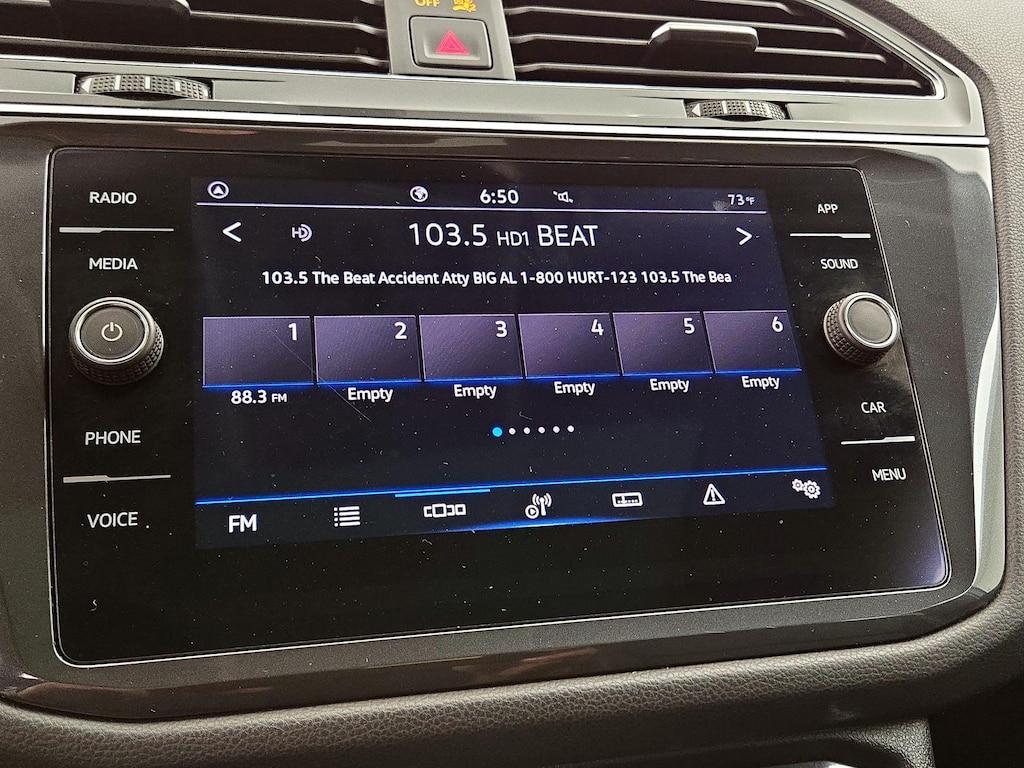 OFF
RADIO
MEDIA
PHONE
VOICE
6:50
73°F
HD
103.5 HD1 BEAT
103.5 The Beat Accident Atty BIG AL 1-800 HURT-123 103.5 The Bea
1 2 3 4 5 6
88.3 FM Empty Empty Empty Empty Empty
FM
APP
SOUND
CAR
MENU